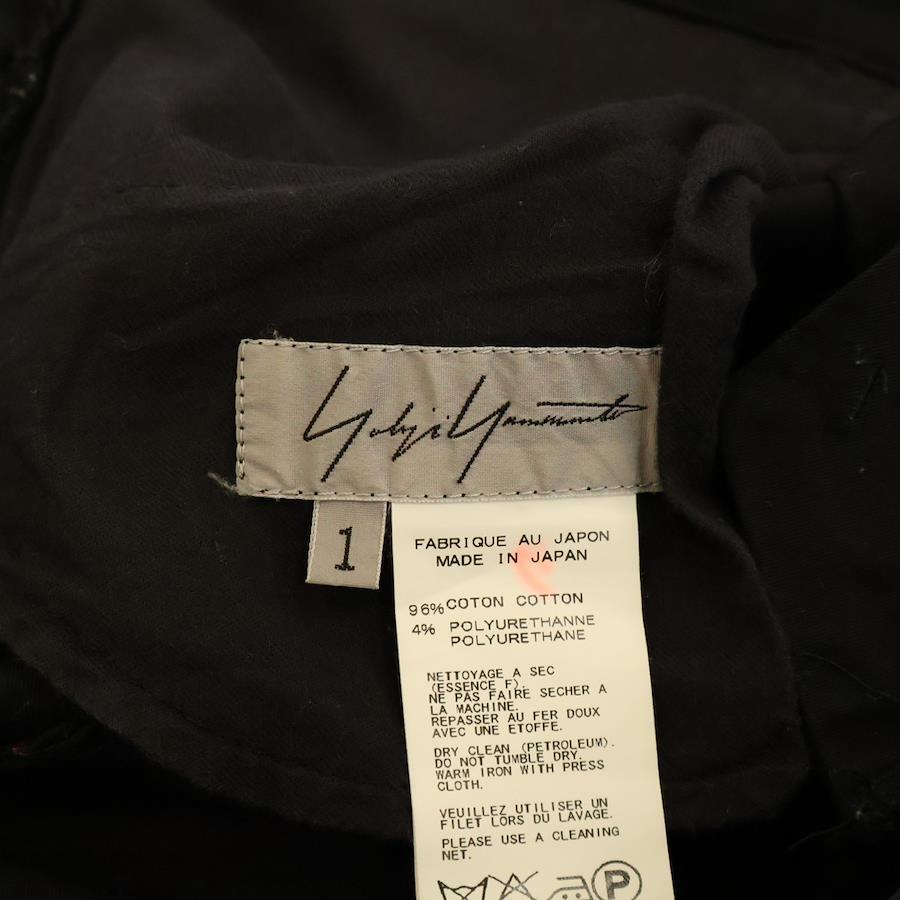 Yohji Yamamoto
1
FABRIQUE AU JAPON
MADE IN JAPAN
96% COTON COTTON
4% POLYURETHANNE
POLYURETHANE
NETTOYAGE A SEC
(ESSENCE F).
NE PAS FAIRE SECHER A
LA MACHINE.
REPASSER AU FER DOUX
AVEC UNE ETOFFE.
DRY CLEAN (PETROLEUM).
DO NOT TUMBLE DRY.
WARM IRON WITH PRESS
CLOTH.
VEUILLEZ UTILISER UN
FILET LORS DU LAVAGE.
PLEASE USE A CLEANING
NET.
P